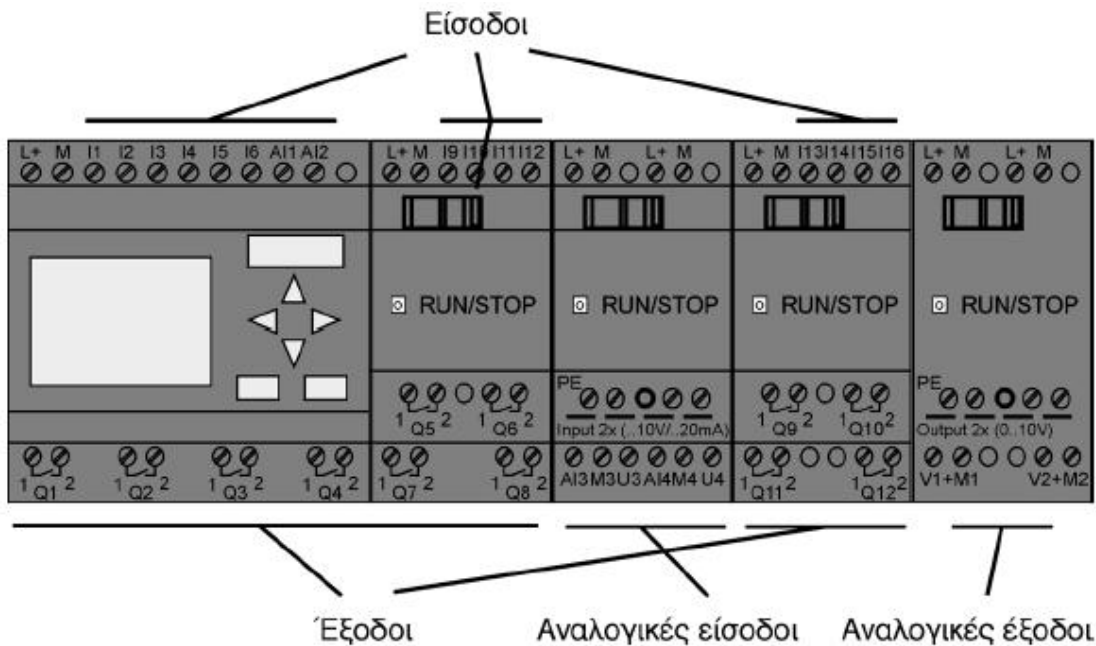 Είσοδοι
L+ M I1 I2 I3 I4 I5 I6 AI1 AI2
L+ M I9 I10 I11 I12
L+ M L+ M
L+ M I13 I14 I15 I16
L+ M L+ M
RUN/STOP
RUN/STOP
RUN/STOP
RUN/STOP
1 Q5 2 1 Q6 2
PE
Input 2x (..10V/..20mA)
1 Q9 2 1 Q10 2
PE
Output 2x (0..10V)
1 Q1 2 1 Q2 2 1 Q3 2 1 Q4 2
1 Q7 2 1 Q8 2
AI3 M3 U3 AI4 M4 U4
1 Q11 2 1 Q12 2
V1+M1 V2+M2
Έξοδοι
Αναλογικές είσοδοι
Αναλογικές έξοδοι